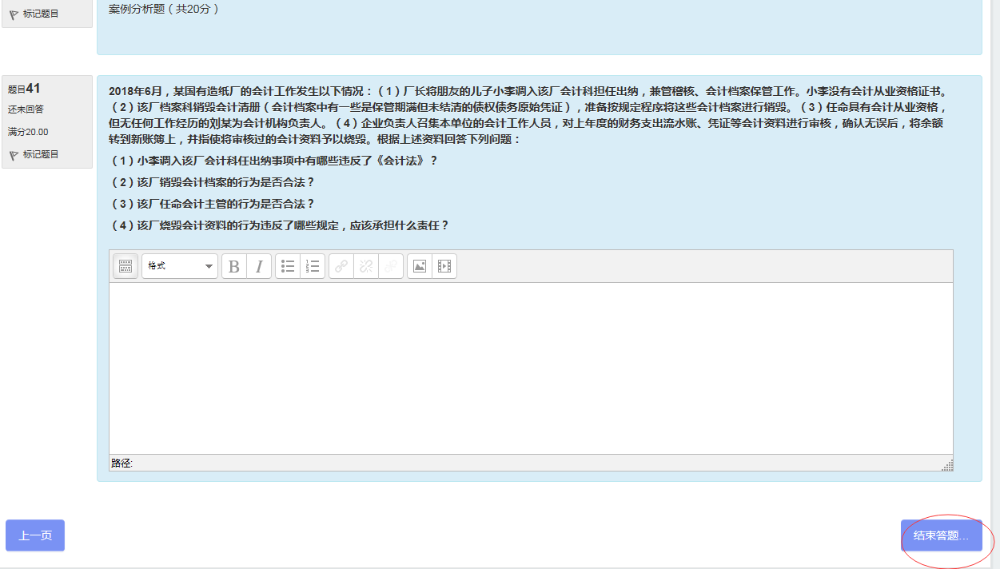 标记题目
案例分析题（共20分）
题目41
还未回答
满分20.00
标记题目
2018年6月，某国有造纸厂的会计工作发生以下情况：（1）厂长将朋友的儿子小李调入该厂会计科担任出纳，兼管稽核、会计档案保管工作。小李没有会计从业资格证书。
（2）该厂档案科销毁会计清册（会计档案中有一些是保管期满但未结清的债权债务原始凭证），准备按规定程序将这些会计档案进行销毁。（3）任命具有会计从业资格，
但无任何工作经历的刘某为会计机构负责人。（4）企业负责人召集本单位的会计工作人员，对上年度的财务支出流水账、凭证等会计资料进行审核，确认无误后，将余额
转到新账簿上，并指使将审核过的会计资料予以烧毁。根据上述资料回答下列问题：
（1）小李调入该厂会计科任出纳事项中有哪些违反了《会计法》？
（2）该厂销毁会计档案的行为是否合法？
（3）该厂任命会计主管的行为是否合法？
（4）该厂烧毁会计资料的行为违反了哪些规定，应该承担什么责任？
格式
B I
路径:
上一页
结束答题...